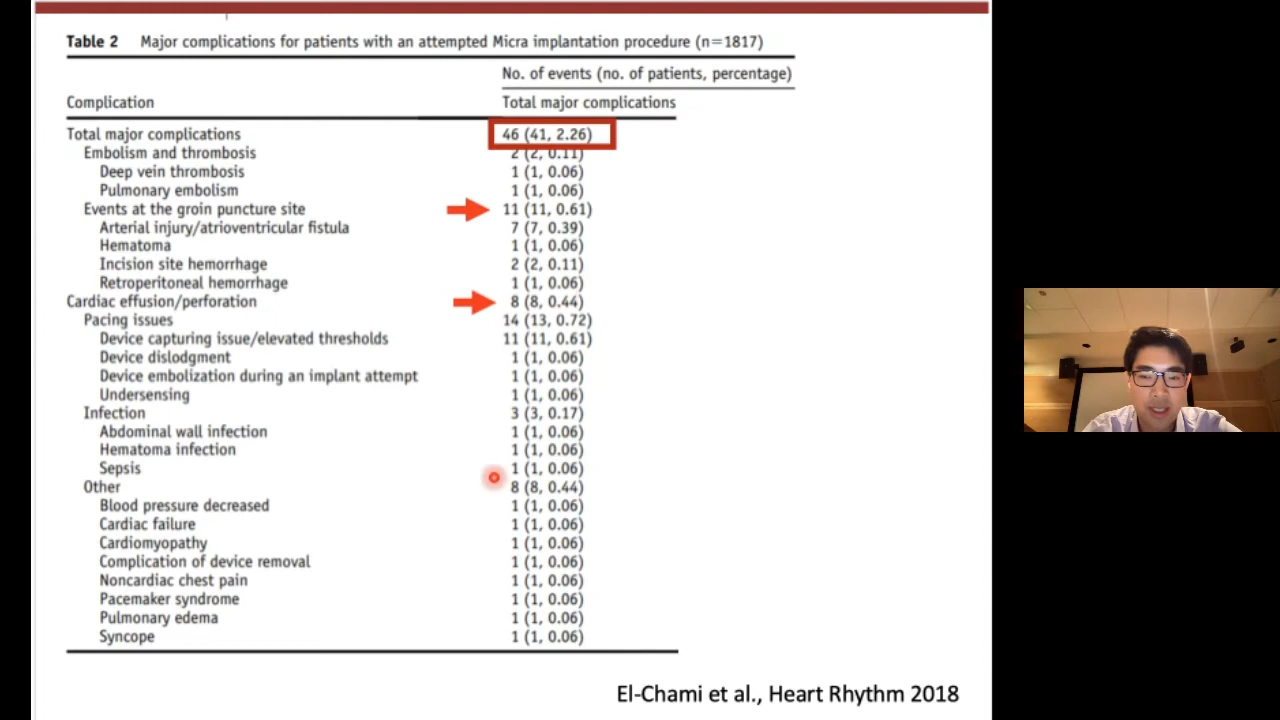 Table 2 Major complications for patients with an attempted Micra implantation procedure (n=1817)
No. of events (no. of patients, percentage)
Complication Total major complications
Total major complications 46 (41, 2.26)
Embolism and thrombosis 2 (2, 0.11)
Deep vein thrombosis 1 (1, 0.06)
Pulmonary embolism 1 (1, 0.06)
Events at the groin puncture site 11 (11, 0.61)
Arterial injury/atrioventricular fistula 7 (7, 0.39)
Hematoma 1 (1, 0.06)
Incision site hemorrhage 2 (2, 0.11)
Retroperitoneal hemorrhage 1 (1, 0.06)
Cardiac effusion/perforation 8 (8, 0.44)
Pacing issues 14 (13, 0.72)
Device capturing issue/elevated thresholds 11 (11, 0.61)
Device dislodgment 1 (1, 0.06)
Device embolization during an implant attempt 1 (1, 0.06)
Undersensing 1 (1, 0.06)
Infection 3 (3, 0.17)
Abdominal wall infection 1 (1, 0.06)
Hematoma infection 1 (1, 0.06)
Sepsis 1 (1, 0.06)
Other 8 (8, 0.44)
Blood pressure decreased 1 (1, 0.06)
Cardiac failure 1 (1, 0.06)
Cardiomyopathy 1 (1, 0.06)
Complication of device removal 1 (1, 0.06)
Noncardiac chest pain 1 (1, 0.06)
Pacemaker syndrome 1 (1, 0.06)
Pulmonary edema 1 (1, 0.06)
Syncope 1 (1, 0.06)
El-Chami et al., Heart Rhythm 2018